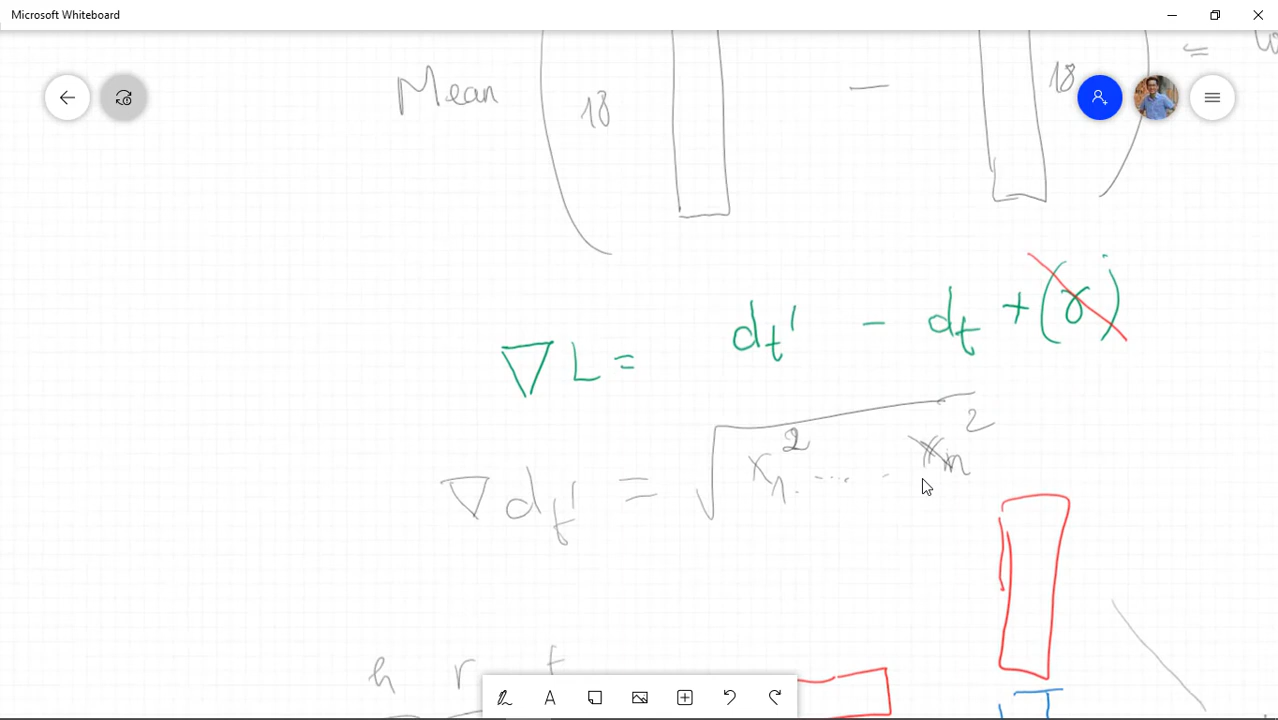 Microsoft Whiteboard
Mean 18 − 18 =
∇ L = dt' − dt + (γ)
∇ dt' = √x1² ..... xn²
h r t